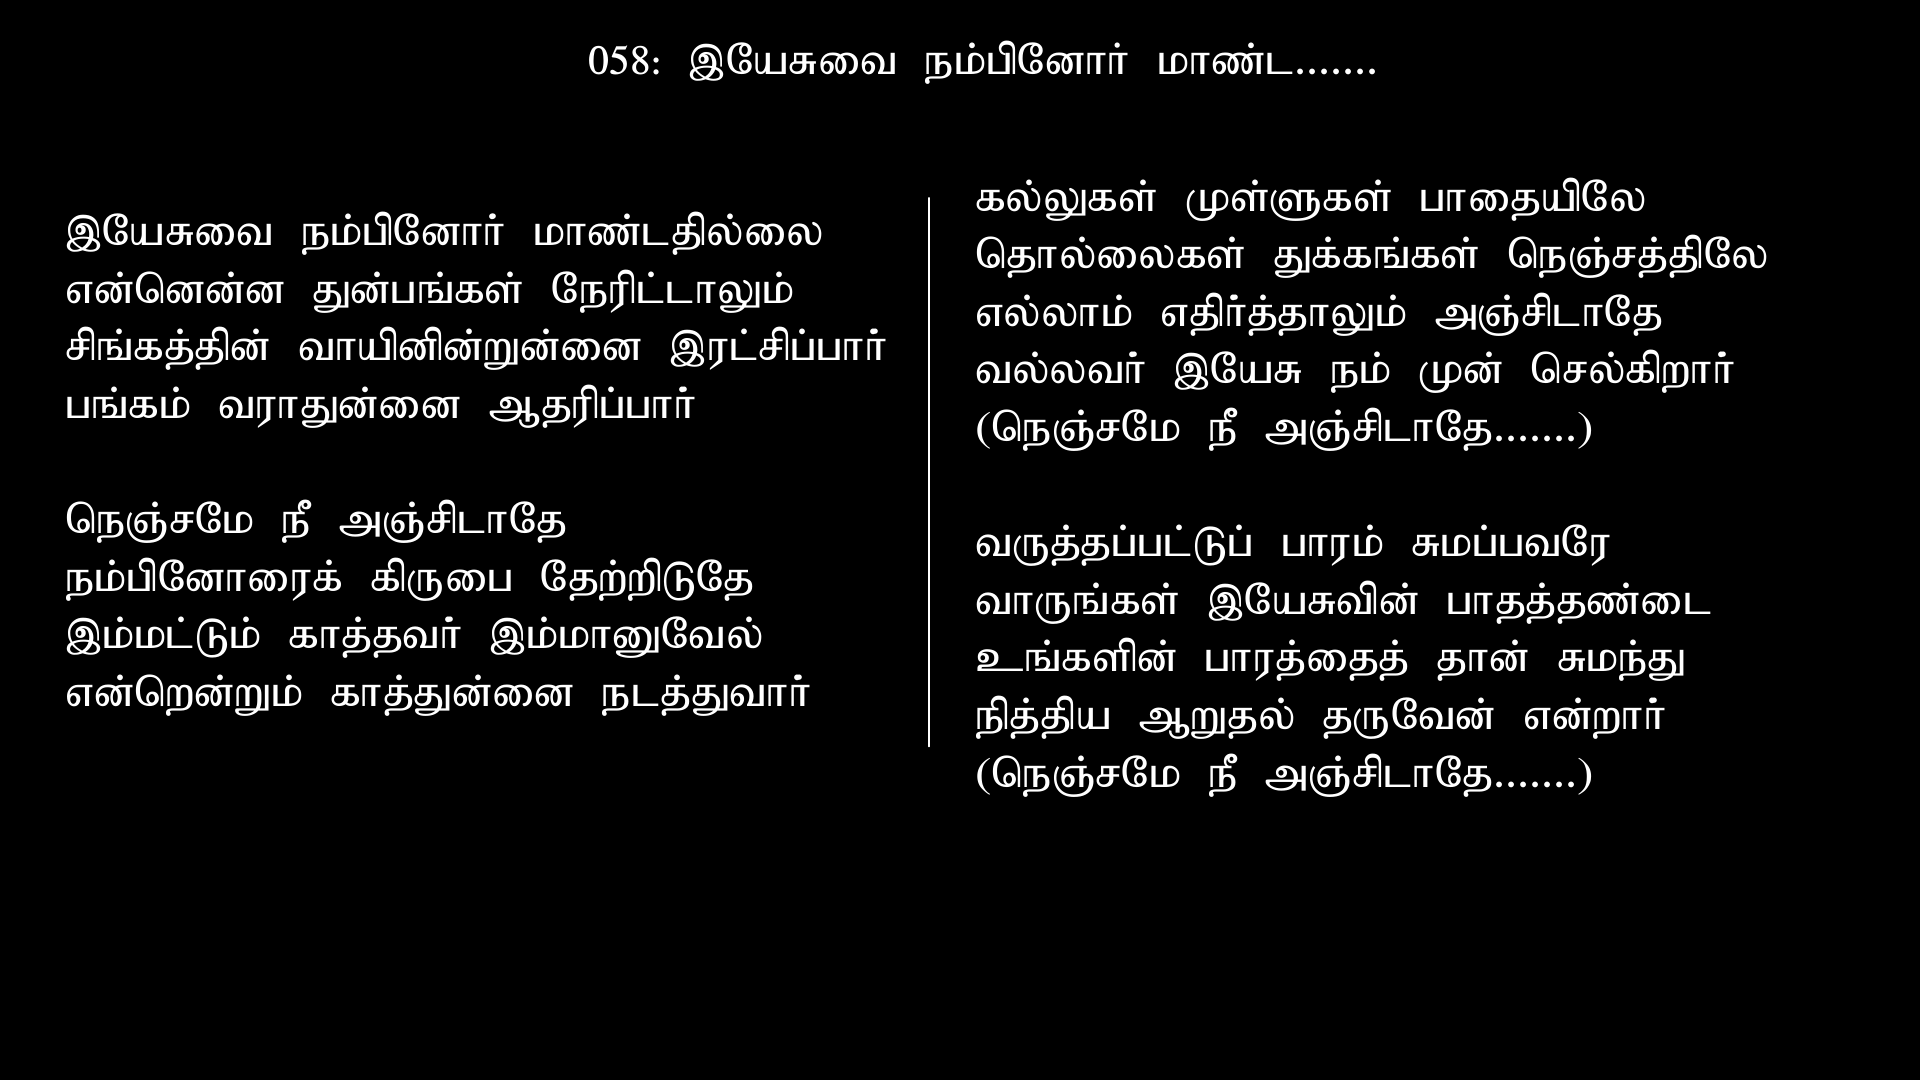 058: இயேசுவை நம்பினோர் மாண்ட.......
இயேசுவை நம்பினோர் மாண்டதில்லை
என்னென்ன துன்பங்கள் நேரிட்டாலும்
சிங்கத்தின் வாயினின்றுன்னை இரட்சிப்பார்
பங்கம் வராதுன்னை ஆதரிப்பார்
நெஞ்சமே நீ அஞ்சிடாதே
நம்பினோரைக் கிருபை தேற்றிடுதே
இம்மட்டும் காத்தவர் இம்மானுவேல்
என்றென்றும் காத்துன்னை நடத்துவார்
கல்லுகள் முள்ளுகள் பாதையிலே
தொல்லைகள் துக்கங்கள் நெஞ்சத்திலே
எல்லாம் எதிர்த்தாலும் அஞ்சிடாதே
வல்லவர் இயேசு நம் முன் செல்கிறார்
(நெஞ்சமே நீ அஞ்சிடாதே.......)
வருத்தப்பட்டுப் பாரம் சுமப்பவரே
வாருங்கள் இயேசுவின் பாதத்தண்டை
உங்களின் பாரத்தைத் தான் சுமந்து
நித்திய ஆறுதல் தருவேன் என்றார்
(நெஞ்சமே நீ அஞ்சிடாதே.......)